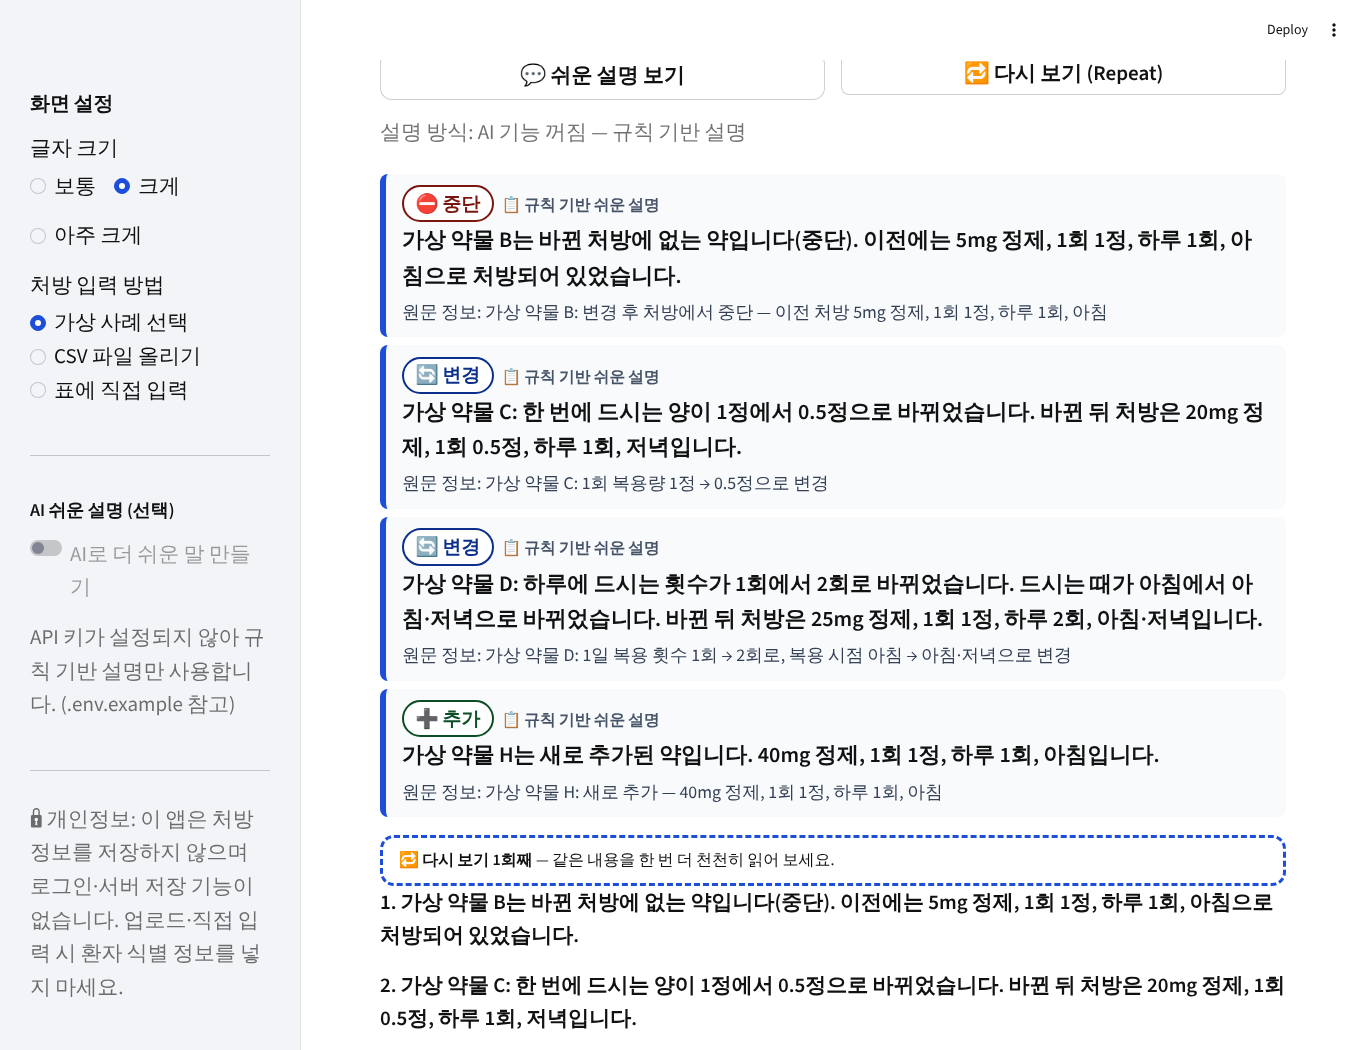 Deploy
화면 설정
글자 크기
보통
크게
아주 크게
처방 입력 방법
가상 사례 선택
CSV 파일 올리기
표에 직접 입력
AI 쉬운 설명 (선택)
AI로 더 쉬운 말 만들
기
API 키가 설정되지 않아 규
칙 기반 설명만 사용합니
다. (.env.example 참고)
개인정보: 이 앱은 처방
정보를 저장하지 않으며
로그인·서버 저장 기능이
없습니다. 업로드·직접 입
력 시 환자 식별 정보를 넣
지 마세요.
쉬운 설명 보기
다시 보기 (Repeat)
설명 방식: AI 기능 꺼짐 — 규칙 기반 설명
중단 규칙 기반 쉬운 설명
가상 약물 B는 바뀐 처방에 없는 약입니다(중단). 이전에는 5mg 정제, 1회 1정, 하루 1회, 아
침으로 처방되어 있었습니다.
원문 정보: 가상 약물 B: 변경 후 처방에서 중단 — 이전 처방 5mg 정제, 1회 1정, 하루 1회, 아침
변경 규칙 기반 쉬운 설명
가상 약물 C: 한 번에 드시는 양이 1정에서 0.5정으로 바뀌었습니다. 바뀐 뒤 처방은 20mg 정
제, 1회 0.5정, 하루 1회, 저녁입니다.
원문 정보: 가상 약물 C: 1회 복용량 1정 → 0.5정으로 변경
변경 규칙 기반 쉬운 설명
가상 약물 D: 하루에 드시는 횟수가 1회에서 2회로 바뀌었습니다. 드시는 때가 아침에서 아
침·저녁으로 바뀌었습니다. 바뀐 뒤 처방은 25mg 정제, 1회 1정, 하루 2회, 아침·저녁입니다.
원문 정보: 가상 약물 D: 1일 복용 횟수 1회 → 2회로, 복용 시점 아침 → 아침·저녁으로 변경
추가 규칙 기반 쉬운 설명
가상 약물 H는 새로 추가된 약입니다. 40mg 정제, 1회 1정, 하루 1회, 아침입니다.
원문 정보: 가상 약물 H: 새로 추가 — 40mg 정제, 1회 1정, 하루 1회, 아침
다시 보기 1회째 — 같은 내용을 한 번 더 천천히 읽어 보세요.
1. 가상 약물 B는 바뀐 처방에 없는 약입니다(중단). 이전에는 5mg 정제, 1회 1정, 하루 1회, 아침으로
처방되어 있었습니다.
2. 가상 약물 C: 한 번에 드시는 양이 1정에서 0.5정으로 바뀌었습니다. 바뀐 뒤 처방은 20mg 정제, 1회
0.5정, 하루 1회, 저녁입니다.